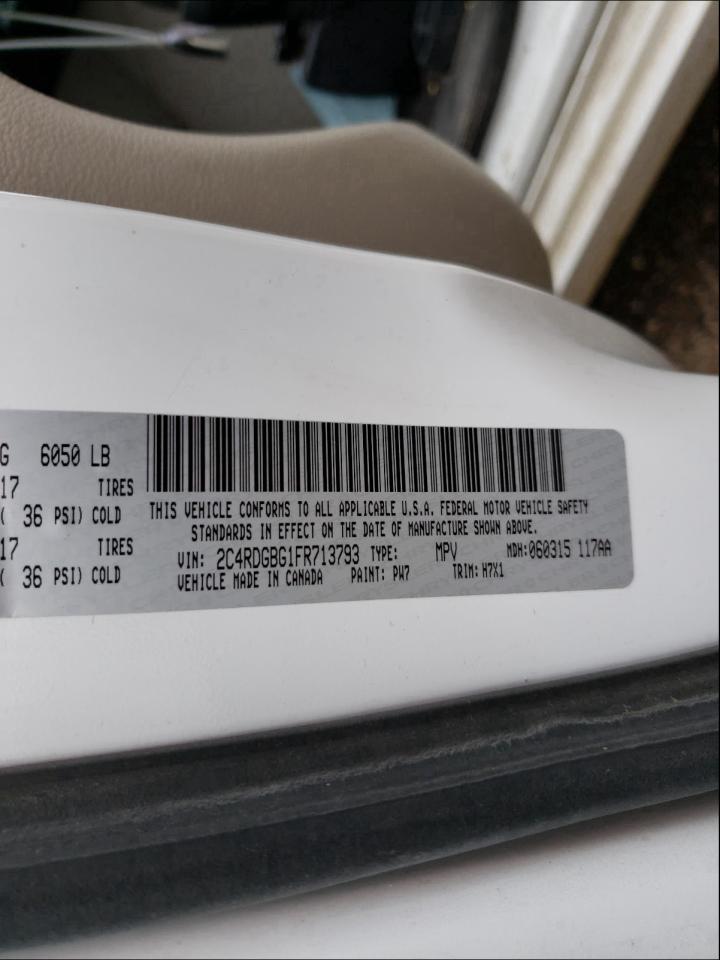 G 6050 LB
17 TIRES
( 36 PSI) COLD
17 TIRES
( 36 PSI) COLD
THIS VEHICLE CONFORMS TO ALL APPLICABLE U.S.A. FEDERAL MOTOR VEHICLE SAFETY
STANDARDS IN EFFECT ON THE DATE OF MANUFACTURE SHOWN ABOVE.
VIN: 2C4RDGBG1FR713793 TYPE: MPV MDH:060315 117AA
VEHICLE MADE IN CANADA PAINT: PW7 TRIM: H7X1